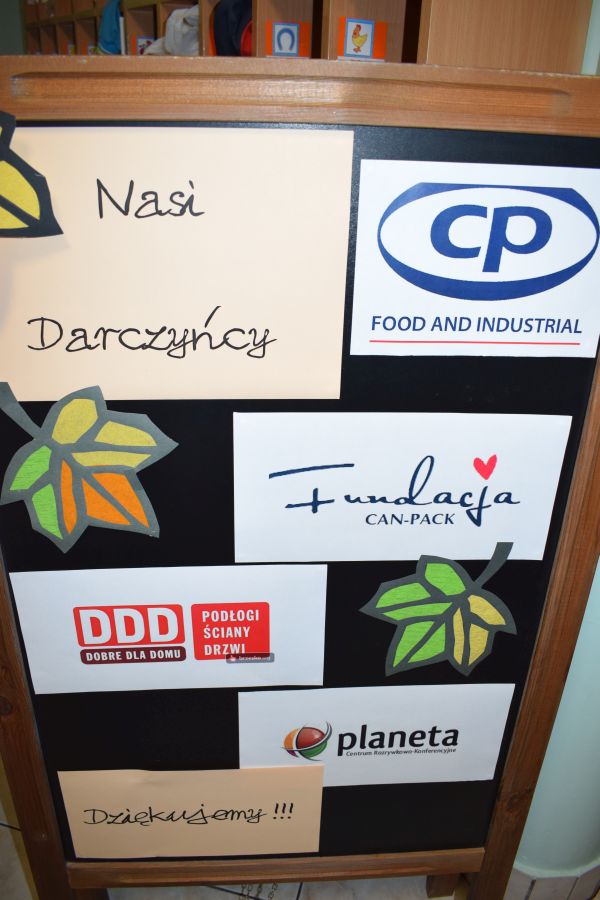 Nasi
Darczyńcy
cp
FOOD AND INDUSTRIAL
Fundacja
CAN-PACK
DDD
DOBRE DLA DOMU
PODŁOGI
ŚCIANY
DRZWI
planeta
Centrum Rozrywkowo-Konferencyjne
Dziękujemy!!!